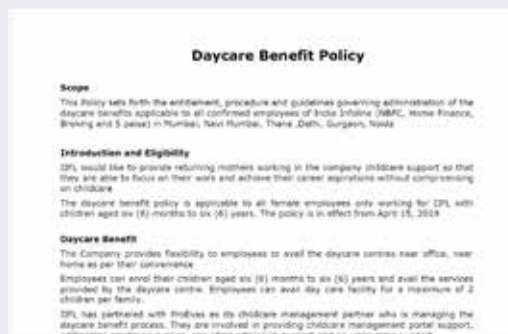 Daycare Benefit Policy
Scope
This Policy sets forth the entitlement, procedure and guidelines governing administration of the
daycare benefits applicable to all confirmed employees of India Infoline (NBFC, Home Finance,
Broking and 5 paisa) in Mumbai, Navi Mumbai, Thane ,Delhi, Gurgaon, Noida
Introduction and Eligibility
IIFL would like to provide returning mothers working in the company childcare support so that
they are able to focus on their work and achieve their career aspirations without compromising
on childcare
The daycare benefit policy is applicable to all female employees only working for IIFL with
children aged six (6) months to six (6) years. The policy is in effect from April 15, 2019
Daycare Benefit
The Company provides flexibility to employees to avail the daycare centres near office, near
home as per their convenience
Employees can enrol their children aged six (6) months to six (6) years and avail the services
provided by the daycare centre. Employees can avail day care facility for a maximum of 2
children per family.
IIFL has partnered with ProEves as its childcare management partner who is managing the
daycare benefit process. They are involved in providing childcare management portal support,